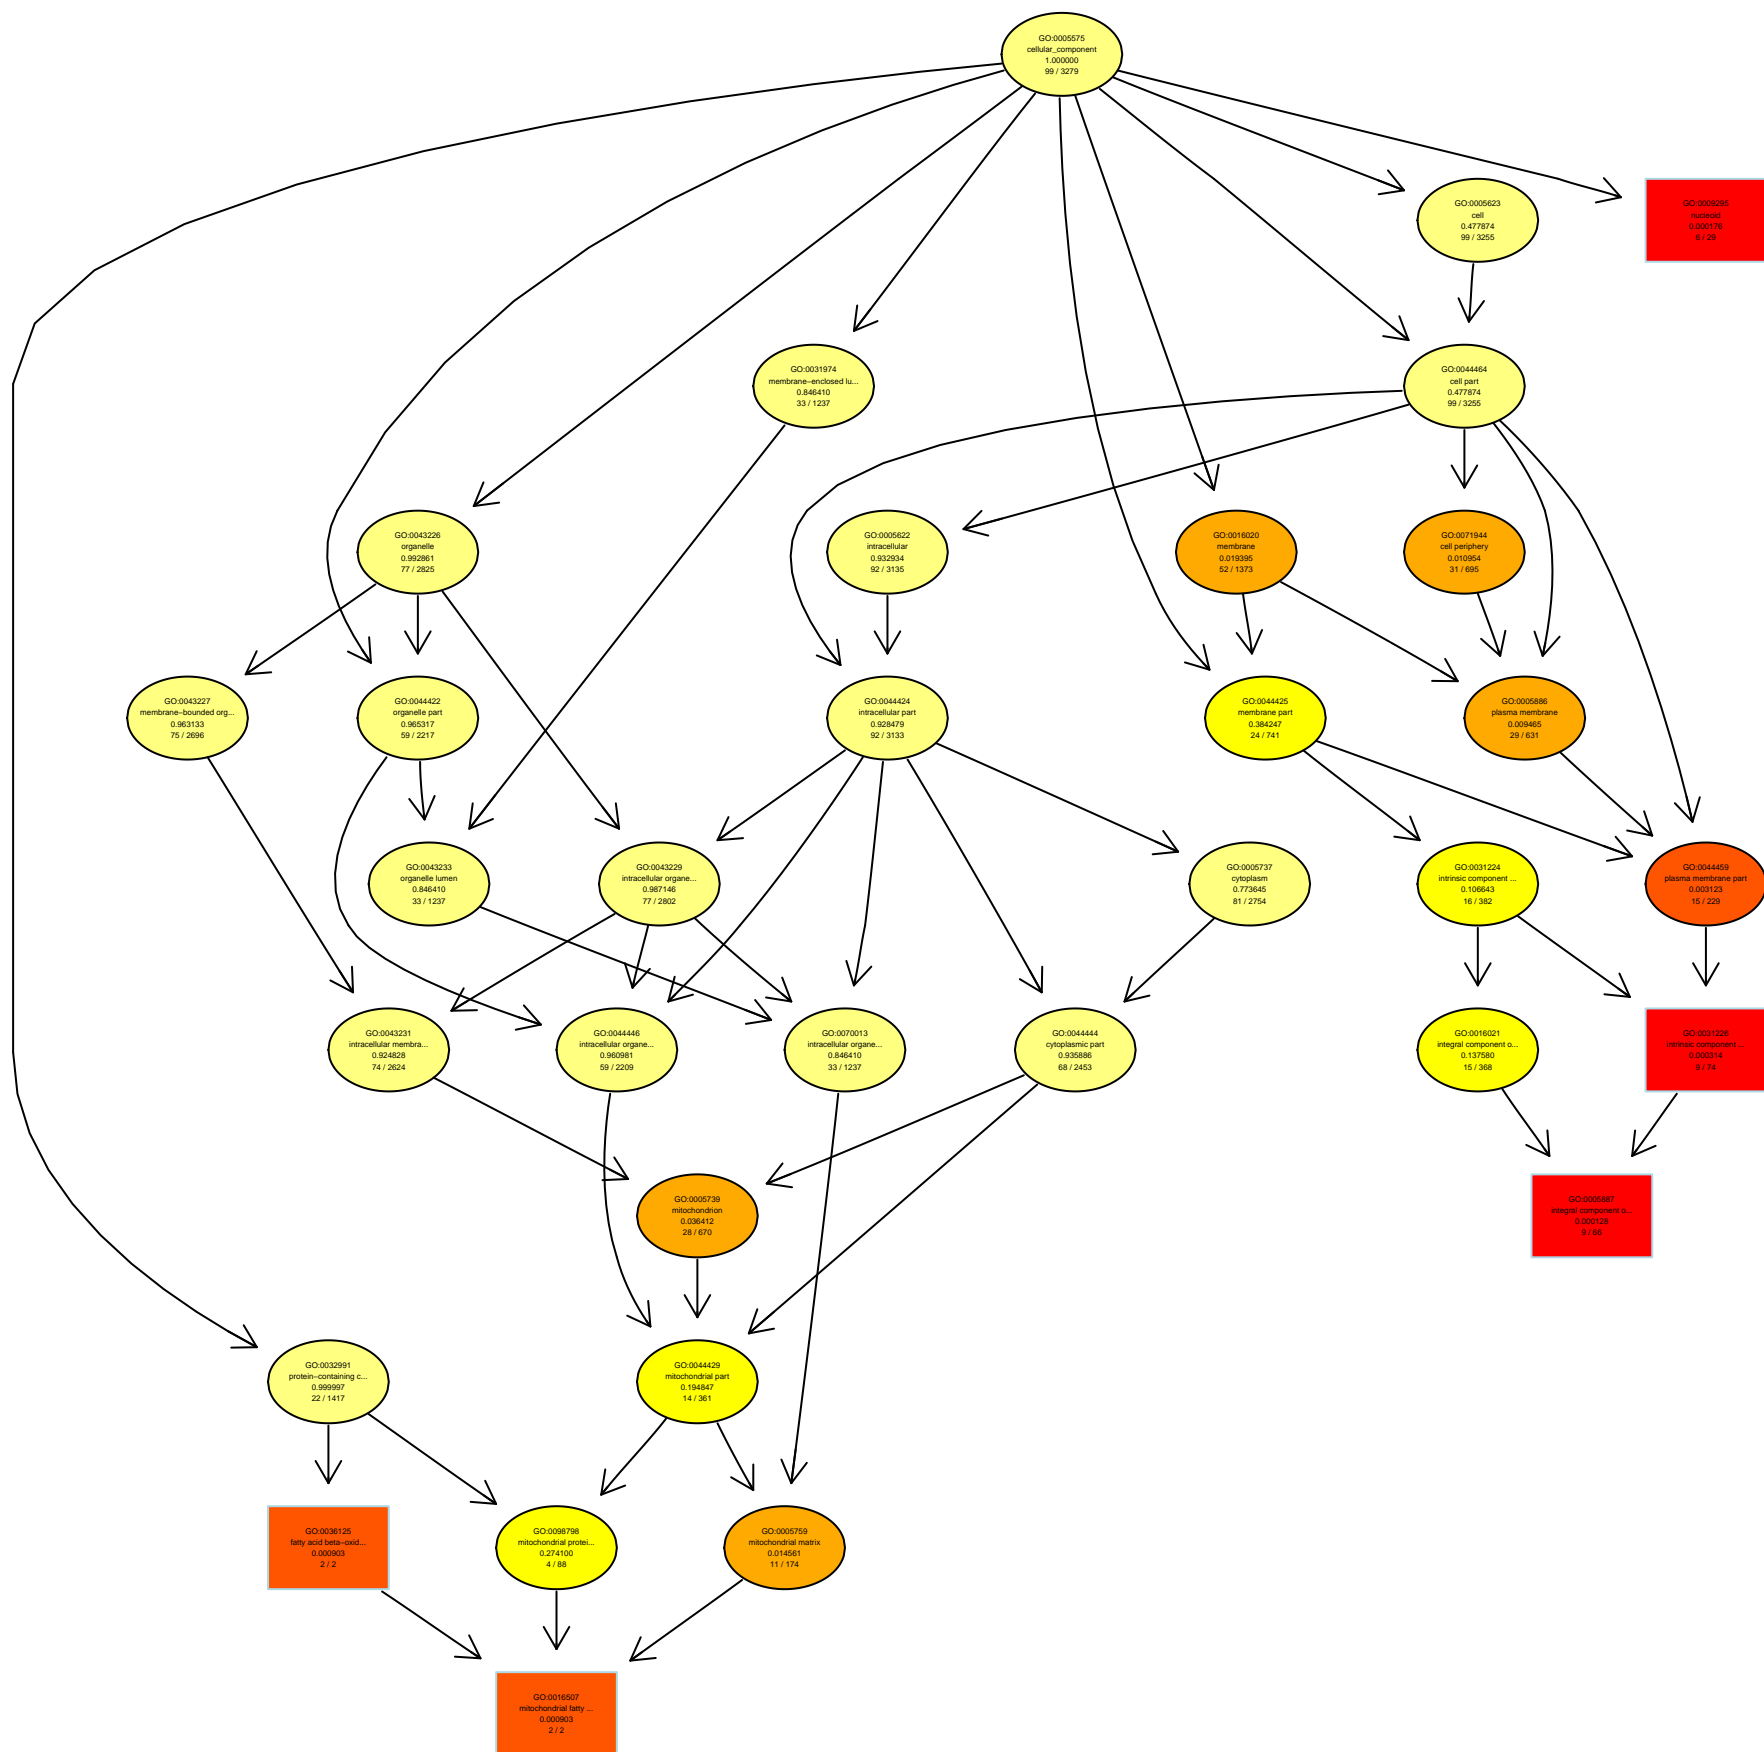 GO:0005575
cellular_component
1.000000
99 / 3279
GO:0005623
cell
0.477874
99 / 3255
GO:0009295
nucleoid
0.000176
6 / 29
GO:0031974
membrane−enclosed lu...
0.846410
33 / 1237
GO:0044464
cell part
0.477874
99 / 3255
GO:0043226
organelle
0.992861
77 / 2825
GO:0005622
intracellular
0.932934
92 / 3135
GO:0016020
membrane
0.019395
52 / 1373
GO:0071944
cell periphery
0.010954
31 / 695
GO:0043227
membrane−bounded org...
0.963133
75 / 2696
GO:0044422
organelle part
0.965317
59 / 2217
GO:0044424
intracellular part
0.928479
92 / 3133
GO:0044425
membrane part
0.384247
24 / 741
GO:0005886
plasma membrane
0.009465
29 / 631
GO:0043233
organelle lumen
0.846410
33 / 1237
GO:0043229
intracellular organe...
0.987146
77 / 2802
GO:0005737
cytoplasm
0.773645
81 / 2754
GO:0031224
intrinsic component ...
0.106643
16 / 382
GO:0044459
plasma membrane part
0.003123
15 / 229
GO:0043231
intracellular membra...
0.924828
74 / 2624
GO:0044446
intracellular organe...
0.960981
59 / 2209
GO:0070013
intracellular organe...
0.846410
33 / 1237
GO:0044444
cytoplasmic part
0.935886
68 / 2453
GO:0016021
integral component o...
0.137580
15 / 368
GO:0031226
intrinsic component ...
0.000314
9 / 74
GO:0005739
mitochondrion
0.036412
28 / 670
GO:0005887
integral component o...
0.000128
9 / 66
GO:0032991
protein−containing c...
0.999997
22 / 1417
GO:0044429
mitochondrial part
0.194847
14 / 361
GO:0036125
fatty acid beta−oxid...
0.000903
2 / 2
GO:0098798
mitochondrial protei...
0.274100
4 / 88
GO:0005759
mitochondrial matrix
0.014561
11 / 174
GO:0016507
mitochondrial fatty ...
0.000903
2 / 2